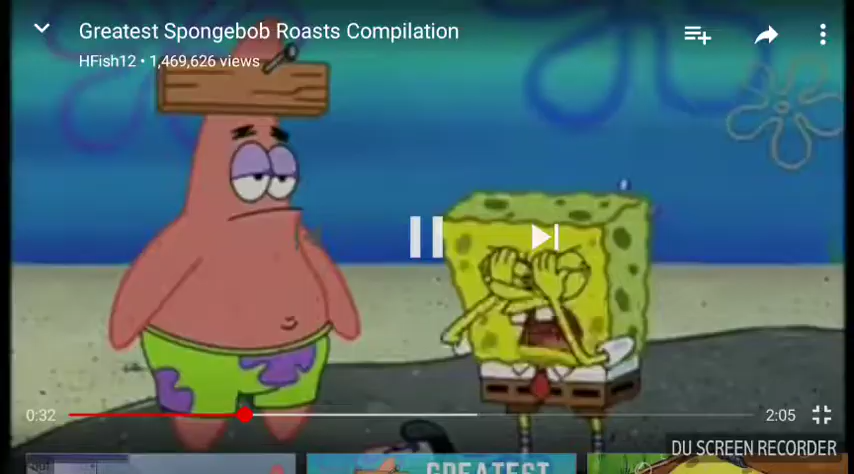 Greatest Spongebob Roasts Compilation
HFish12 • 1,469,626 views
0:32
2:05
DU SCREEN RECORDER
GREATEST